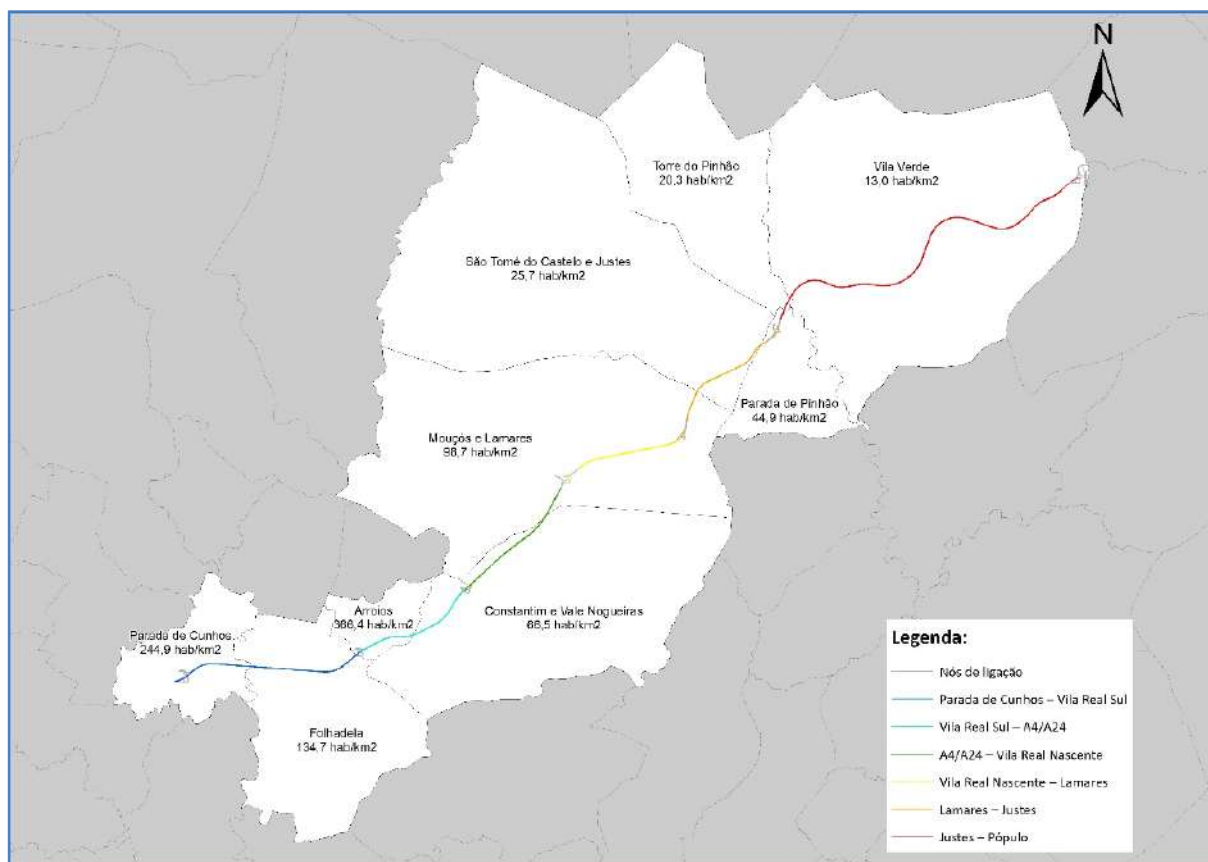 N
Torre do Pinhão
20,3 hab/km2
Vila Verde
13,0 hab/km2
São Tomé do Castelo e Justes
25,7 hab/km2
Parada de Pinhão
44,9 hab/km2
Mouçós e Lamares
98,7 hab/km2
Arroios
366,4 hab/km2
Constantim e Vale Nogueiras
66,5 hab/km2
Parada de Cunhos
244,9 hab/km2
Folhadela
134,7 hab/km2
Legenda:
Nós de ligação
Parada de Cunhos – Vila Real Sul
Vila Real Sul – A4/A24
A4/A24 – Vila Real Nascente
Vila Real Nascente – Lamares
Lamares – Justes
Justes – Pópulo